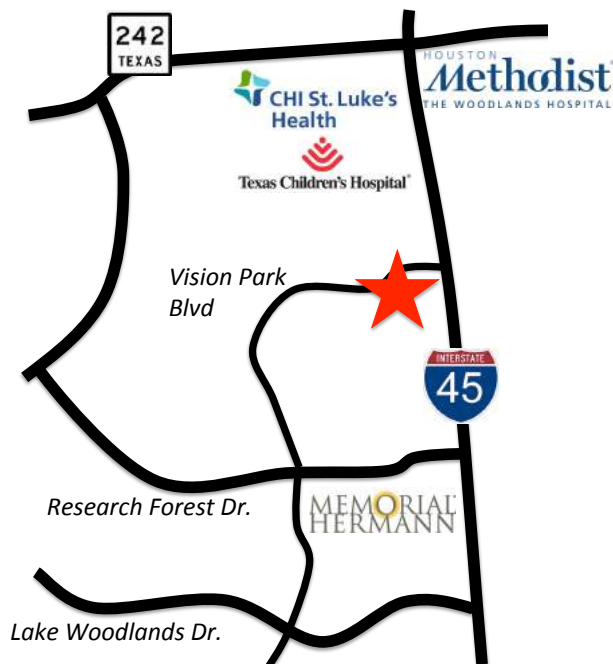 242
TEXAS
HOUSTON
Methodist
THE WOODLANDS HOSPITAL
CHI St. Luke's
Health
Texas Children's Hospital
Vision Park
Blvd
INTERSTATE
45
Research Forest Dr.
MEMORIAL
HERMANN
Lake Woodlands Dr.